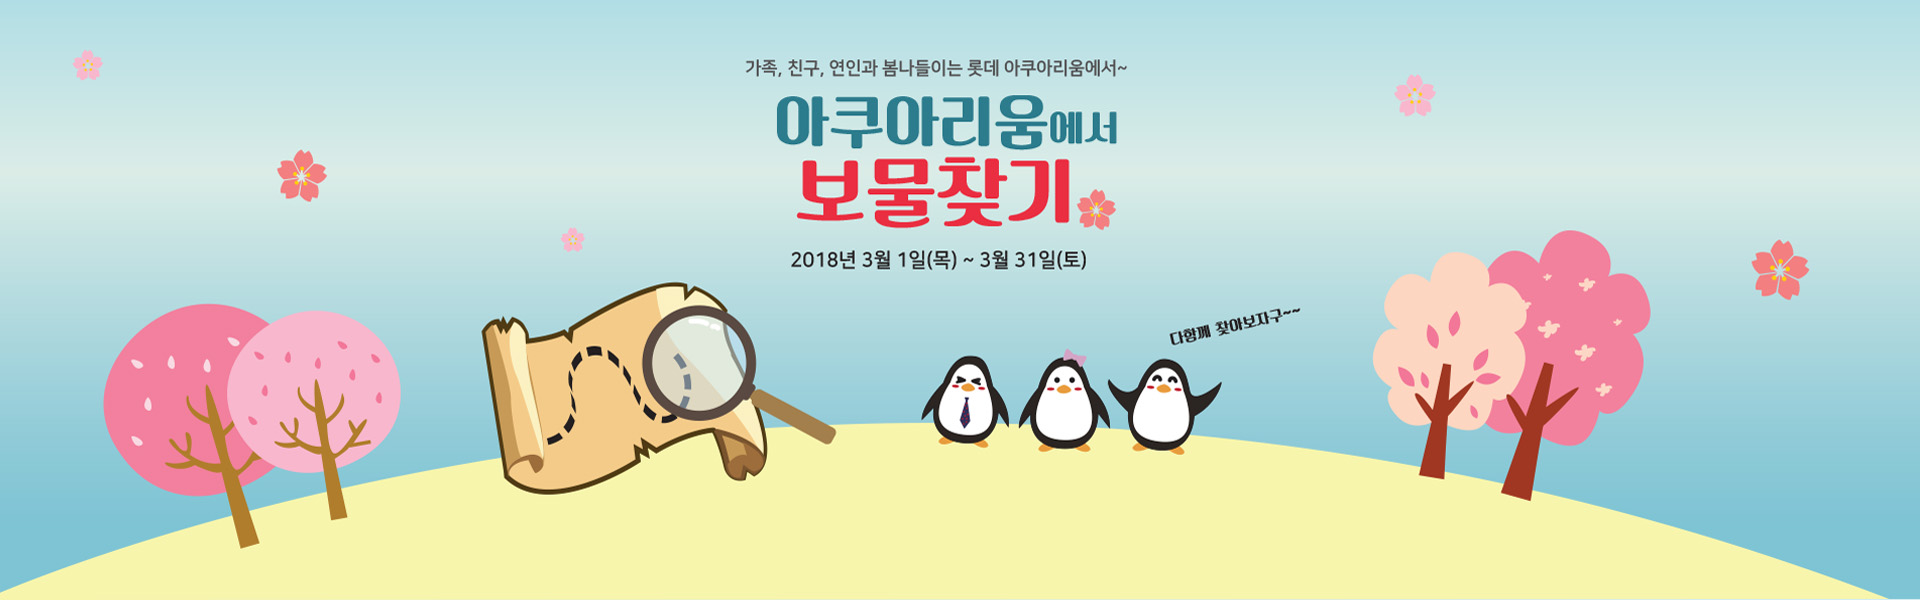 가족, 친구, 연인과 봄나들이는 롯데 아쿠아리움에서~
아쿠아리움에서
보물찾기
2018년 3월 1일(목) ~ 3월 31일(토)
다함께 찾아보자구~~